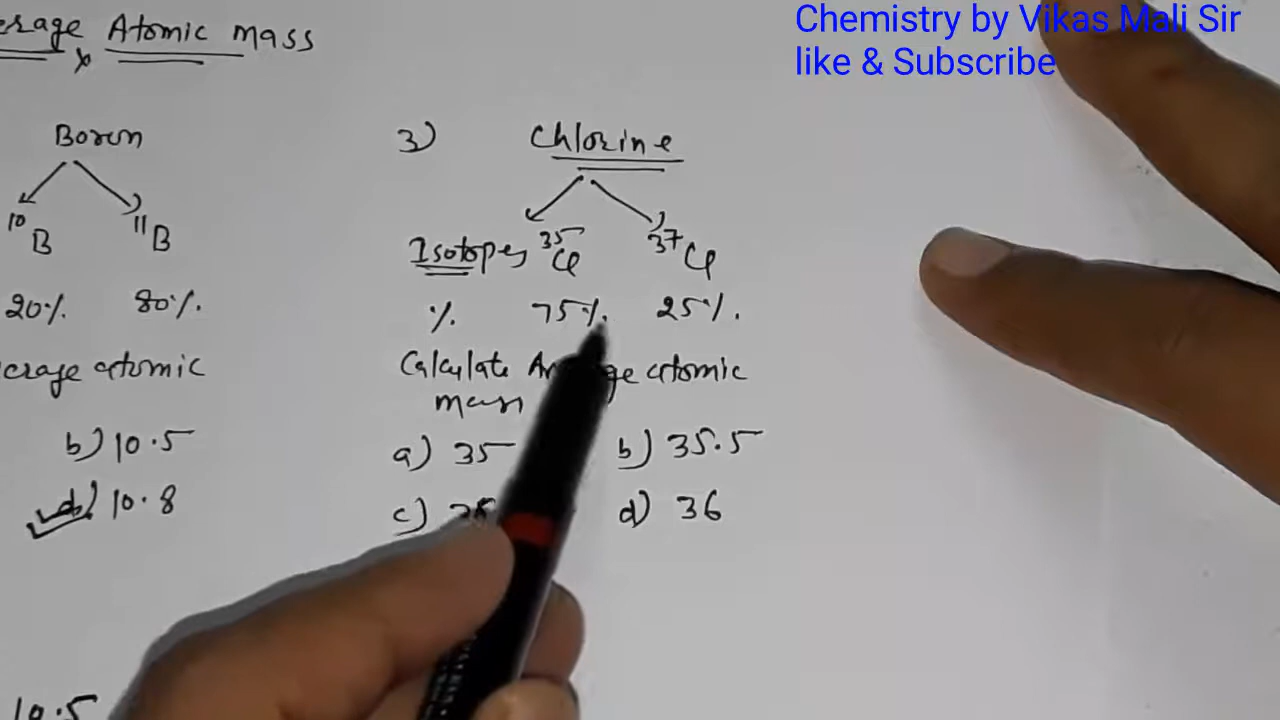 Chemistry by Vikas Mali Sir
like & Subscribe
Atomic mass
Boron
10B 11B
20% 80%
atomic
b) 10.5
d) 10.8
3) Chlorine
Isotopes 35Cl 37Cl
% 75% 25%
Calculate atomic
mass
a) 35 b) 35.5
c) d) 36
10.5